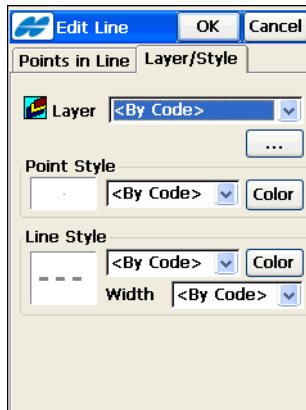 Edit Line OK Cancel
Points in Line Layer/Style
Layer <By Code>
...
Point Style
<By Code> Color
Line Style
<By Code> Color
Width <By Code>